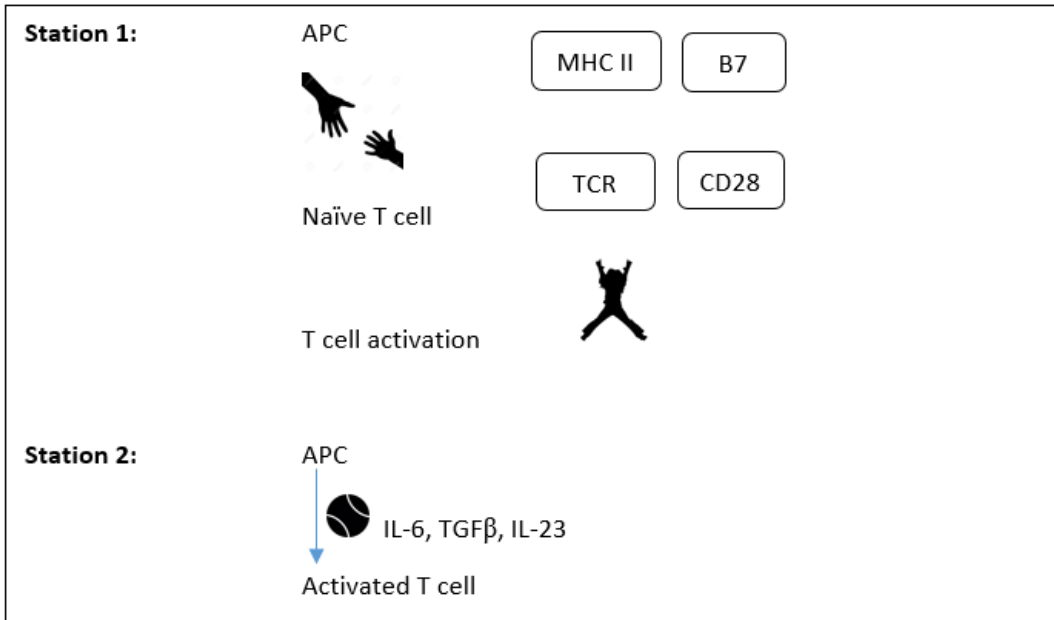 Station 1: APC
MHC II B7
TCR CD28
Naïve T cell
T cell activation
Station 2: APC
IL-6, TGFβ, IL-23
Activated T cell